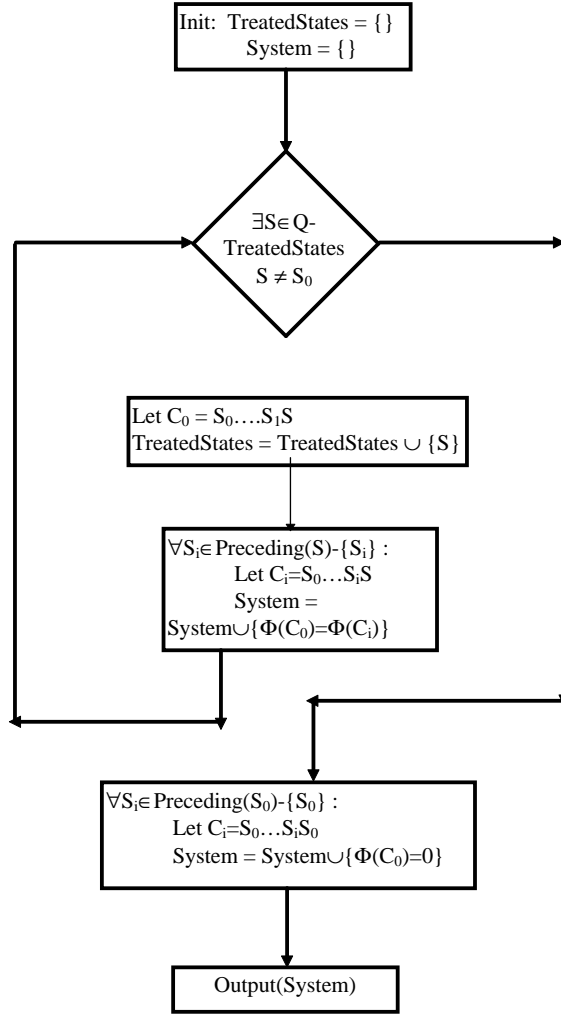 Init: TreatedStates = {}
System = {}
∃S∈Q-
TreatedStates
S ≠ S₀
Let C₀ = S₀….S₁S
TreatedStates = TreatedStates ∪ {S}
∀Sᵢ∈Preceding(S)-{Sᵢ} :
Let Cᵢ=S₀…SᵢS
System =
System∪{Φ(C₀)=Φ(Cᵢ)}
∀Sᵢ∈Preceding(S₀)-{S₀} :
Let Cᵢ=S₀…SᵢS₀
System = System∪{Φ(C₀)=0}
Output(System)